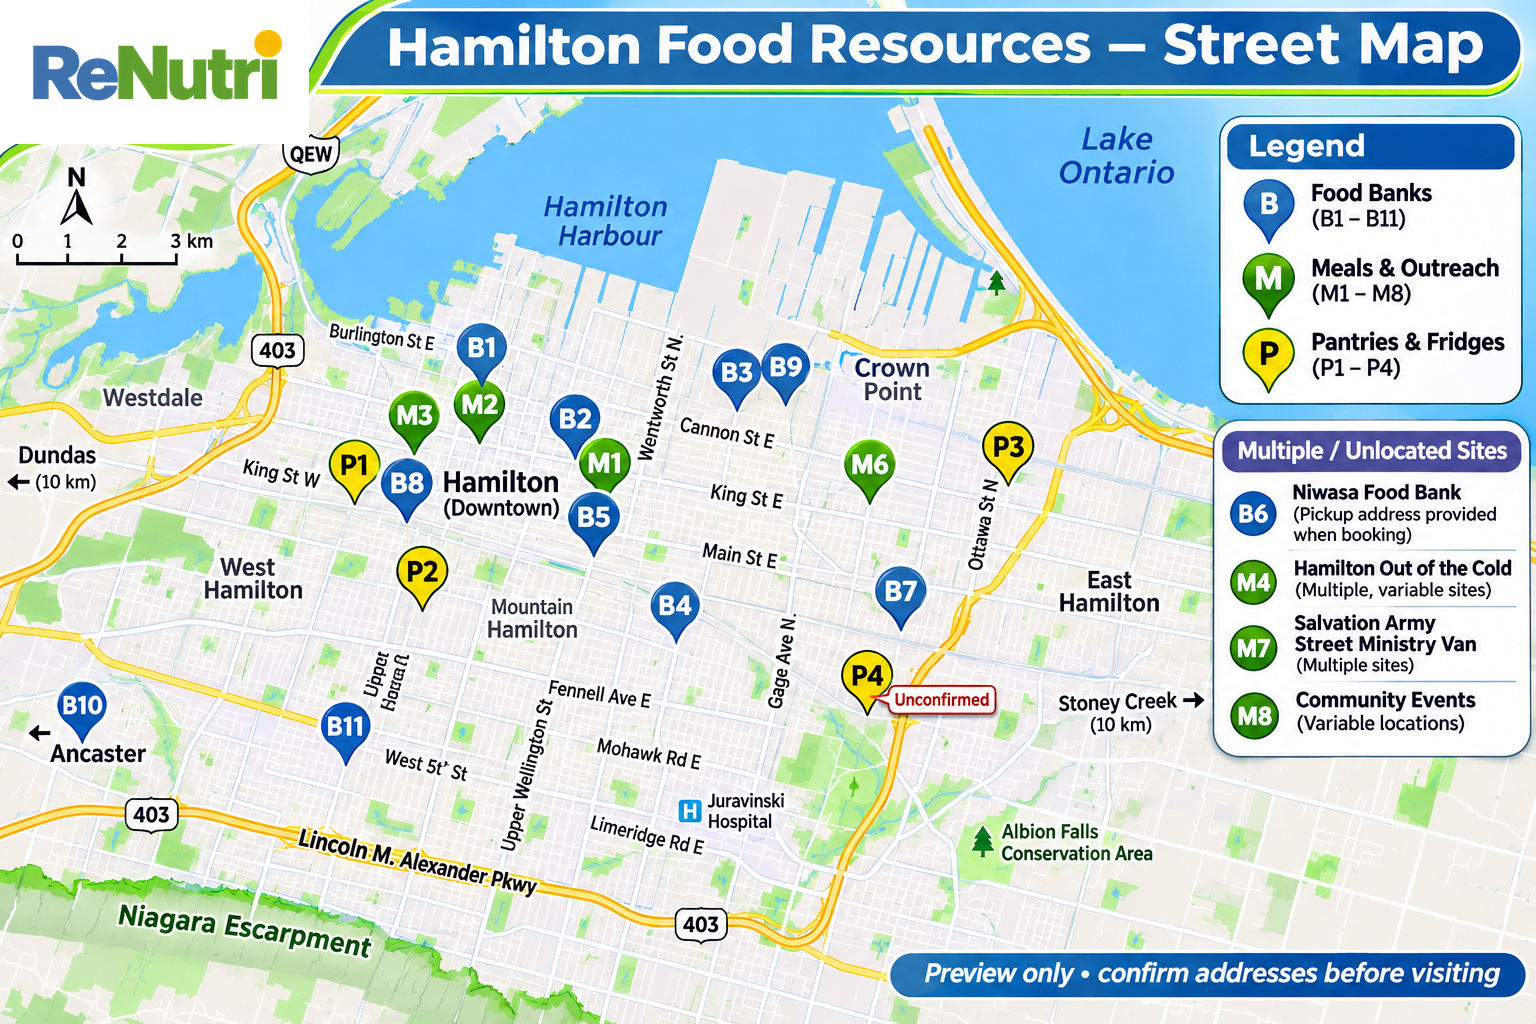 ReNutri
Hamilton Food Resources — Street Map
QEW
N
0 1 2 3 km
Hamilton
Harbour
Lake
Ontario
Legend
B
Food Banks
(B1 – B11)
M
Meals & Outreach
(M1 – M8)
P
Pantries & Fridges
(P1 – P4)
403
Burlington St E
B1
B3
B9
Crown
Point
Westdale
M3
M2
B2
Wentworth St N.
Cannon St E
Dundas
(10 km)
King St W
P1
B8
Hamilton
(Downtown)
M1
B5
King St E
M6
P3
Ottawa St N
Main St E
West
Hamilton
P2
Mountain
Hamilton
B4
B7
East
Hamilton
Gage Ave N.
P4
Unconfirmed
Stoney Creek
(10 km)
Upper
Fennell Ave E
B10
Ancaster
B11
West 5t' St
Upper Wellington St
Mohawk Rd E
H
Juravinski
Hospital
Limeridge Rd E
Albion Falls
Conservation Area
403
Lincoln M. Alexander Pkwy
403
Niagara Escarpment
Multiple / Unlocated Sites
B6
Niwasa Food Bank
(Pickup address provided
when booking)
M4
Hamilton Out of the Cold
(Multiple, variable sites)
M7
Salvation Army
Street Ministry Van
(Multiple sites)
M8
Community Events
(Variable locations)
Preview only • confirm addresses before visiting